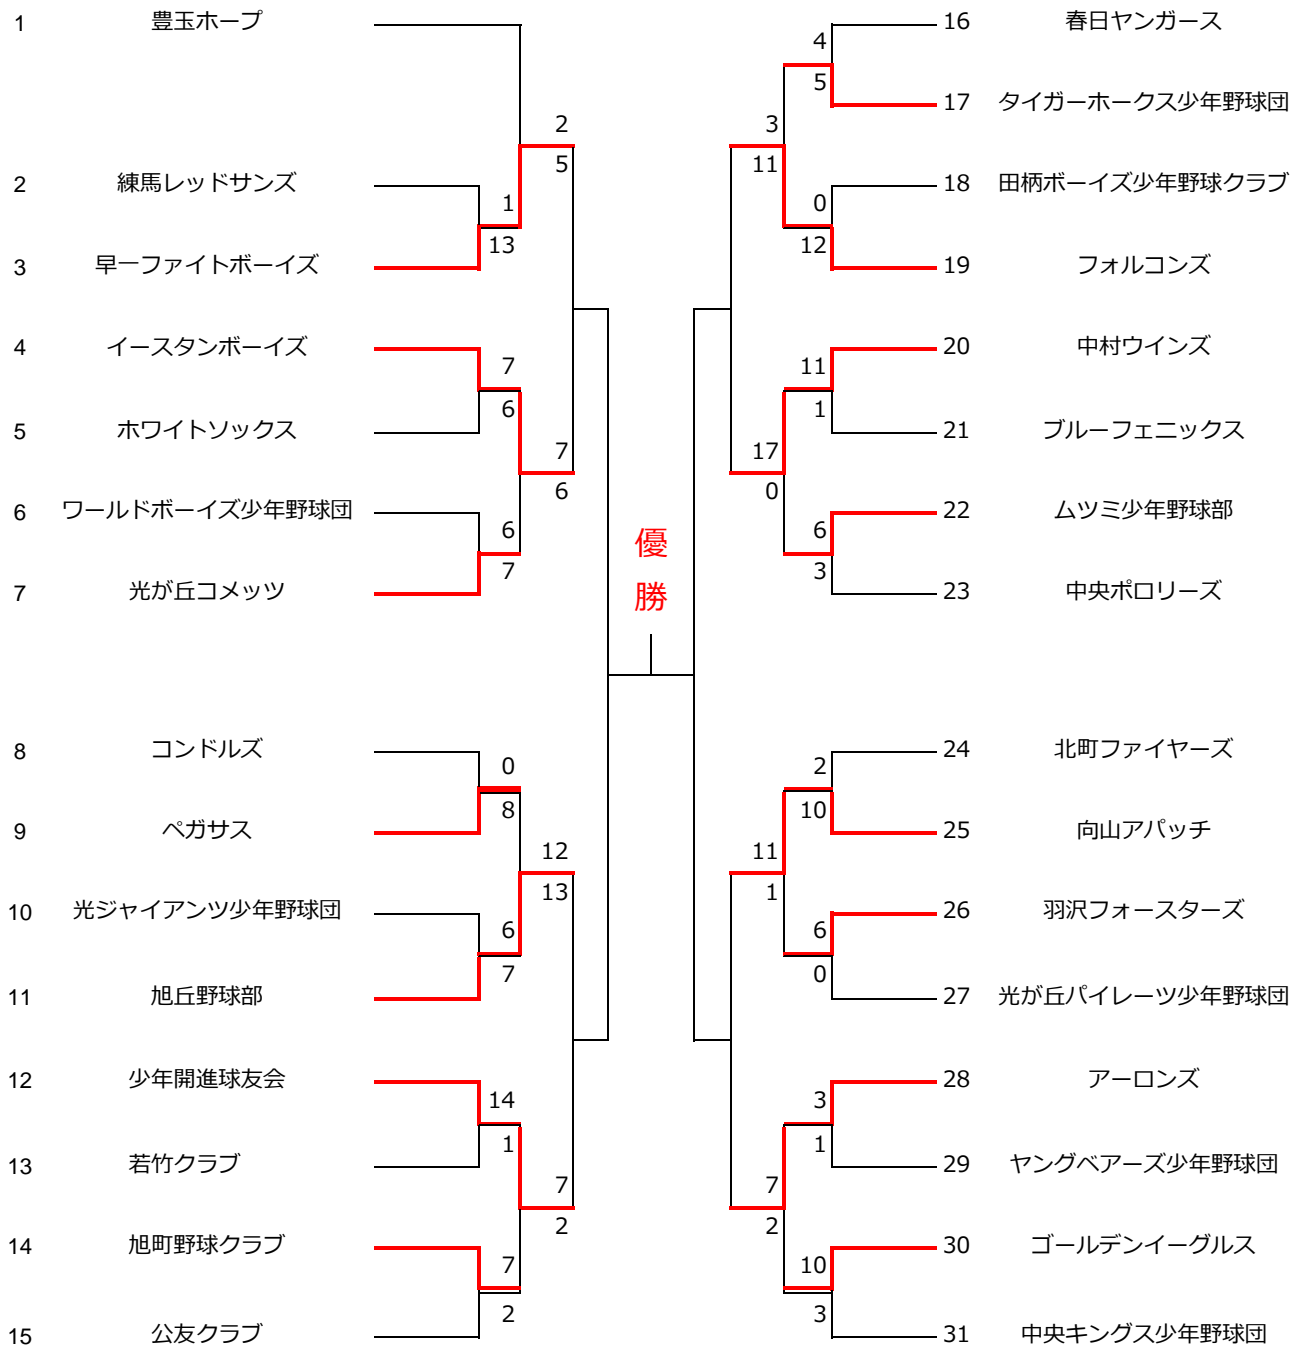 1 豊玉ホープ
2 練馬レッドサンズ
3 早一ファイトボーイズ
4 イースタンボーイズ
5 ホワイトソックス
6 ワールドボーイズ少年野球団
7 光が丘コメッツ
8 コンドルズ
9 ペガサス
10 光ジャイアンツ少年野球団
11 旭丘野球部
12 少年開進球友会
13 若竹クラブ
14 旭町野球クラブ
15 公友クラブ
1
13
7
6
6
7
0
8
6
7
14
1
7
2
2
5
7
6
12
13
7
2
優
勝
3
11
17
0
11
1
7
2
4
5
0
12
11
1
6
3
2
10
6
0
3
1
10
3
16 春日ヤンガース
17 タイガーホークス少年野球団
18 田柄ボーイズ少年野球クラブ
19 フォルコンズ
20 中村ウインズ
21 ブルーフェニックス
22 ムツミ少年野球部
23 中央ポロリーズ
24 北町ファイヤーズ
25 向山アパッチ
26 羽沢フォースターズ
27 光が丘パイレーツ少年野球団
28 アーロンズ
29 ヤングベアーズ少年野球団
30 ゴールデンイーグルス
31 中央キングス少年野球団